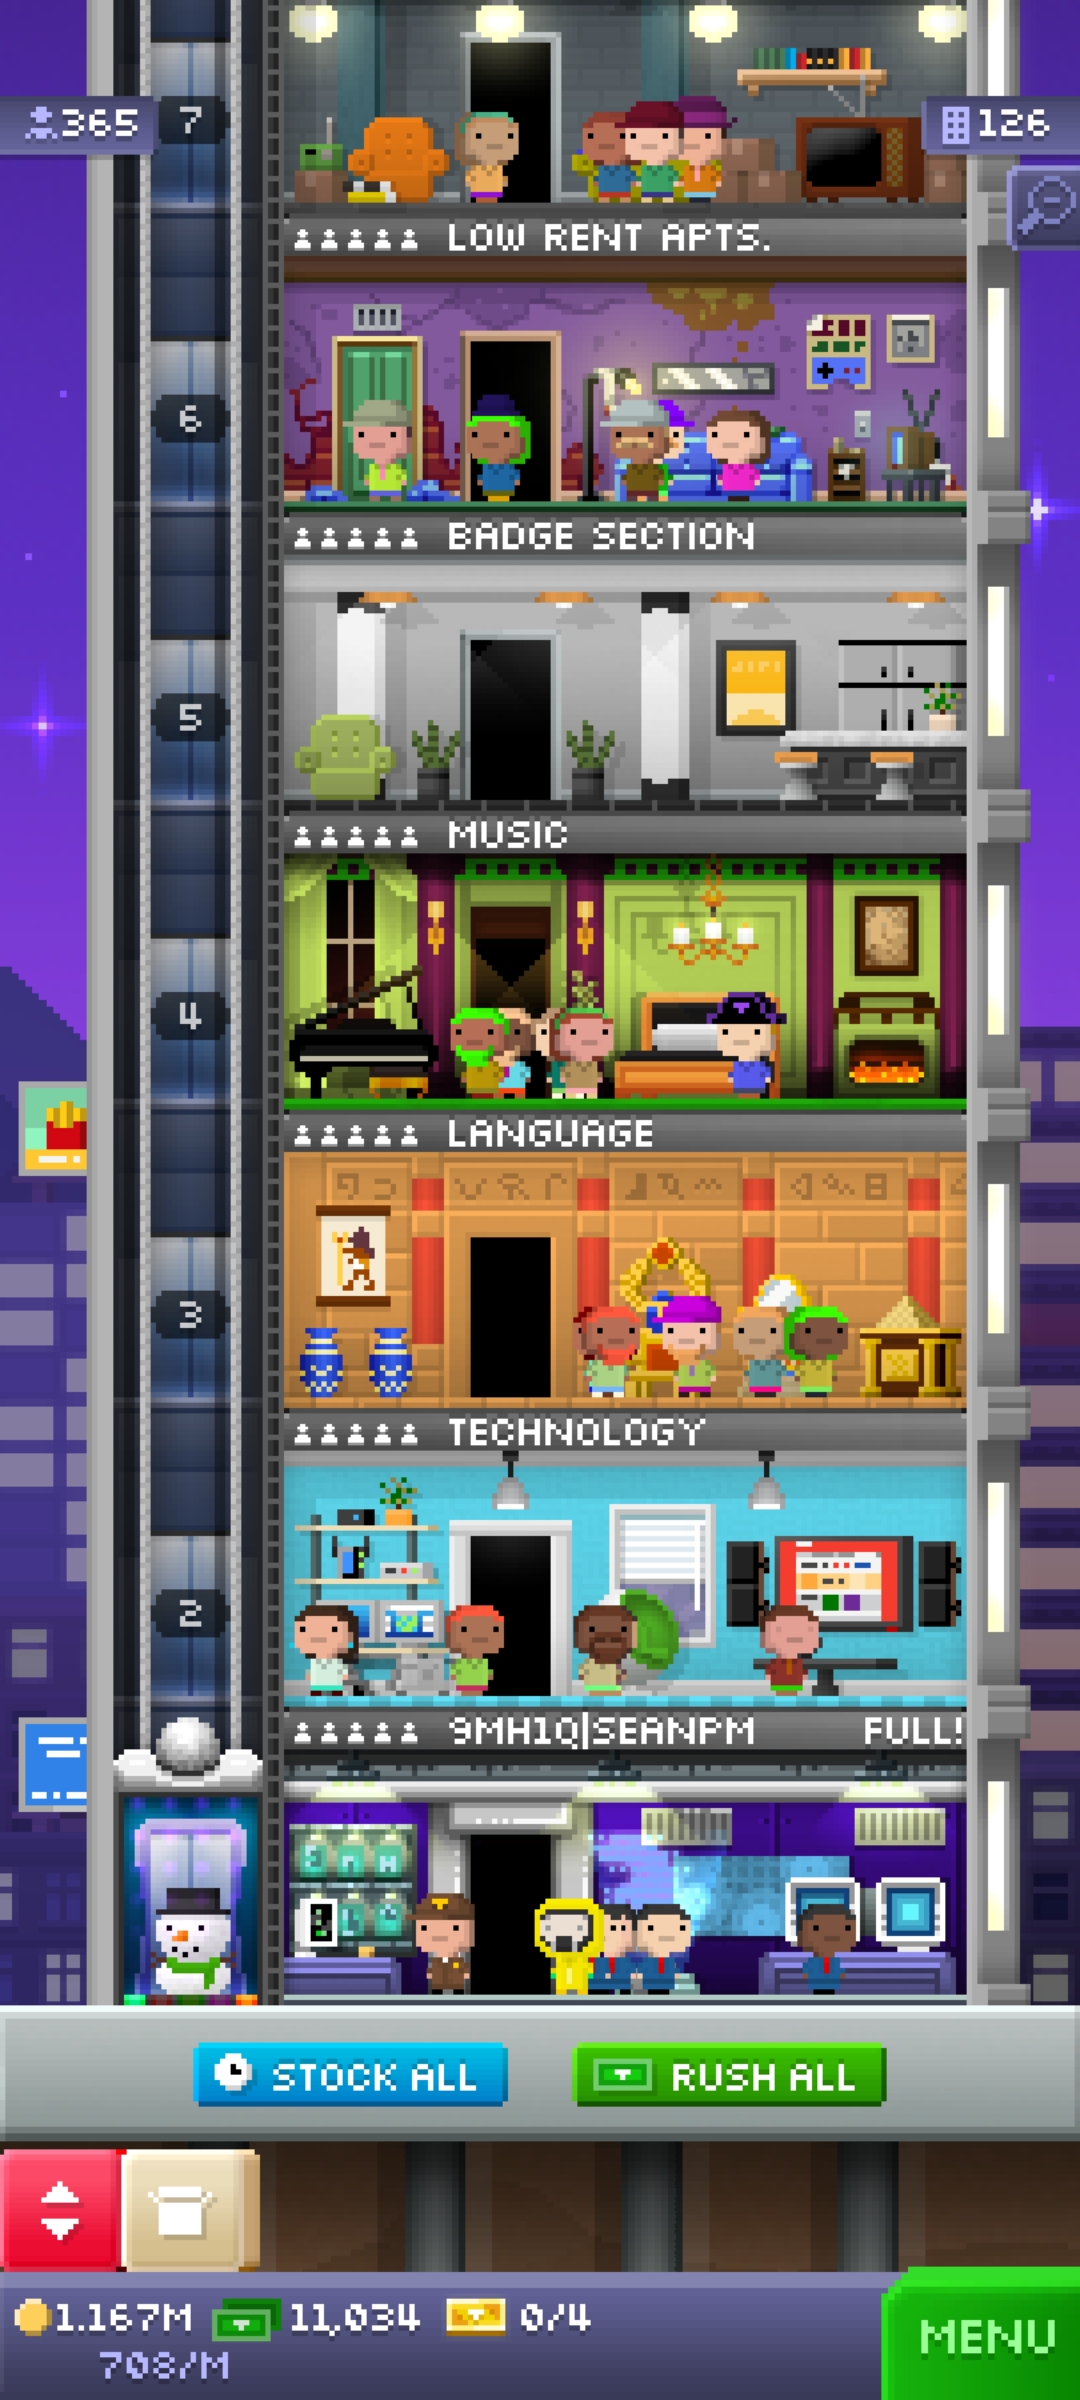 7
365
126
LOW RENT APTS.
6
BADGE SECTION
5
MUSIC
4
LANGUAGE
3
TECHNOLOGY
2
9MH1Q|SEANPM FULL!
STOCK ALL
RUSH ALL
1.167M 11,034 0/4
708/M
MENU